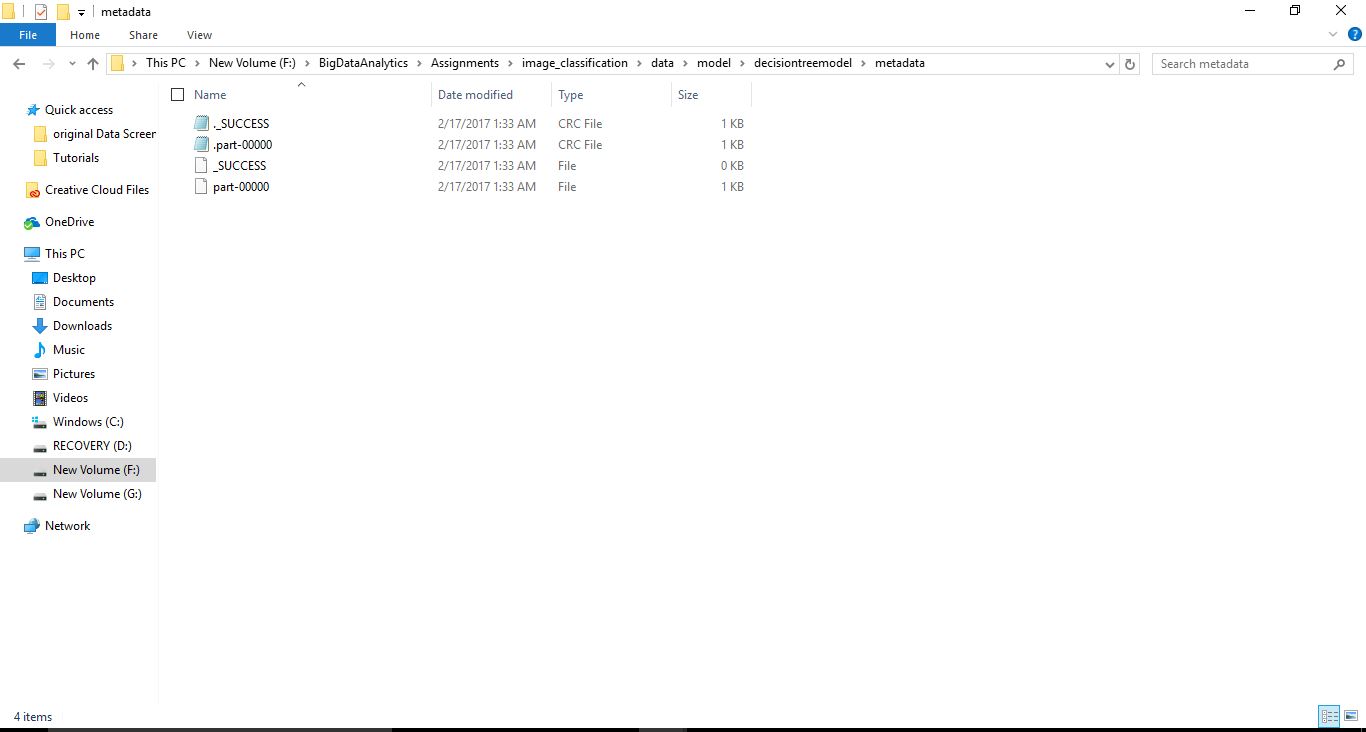 metadata
File Home Share View
This PC New Volume (F:) BigDataAnalytics Assignments image_classification data model decisiontreemodel metadata Search metadata
Name Date modified Type Size
Quick access
original Data Screen
Tutorials
Creative Cloud Files
OneDrive
This PC
Desktop
Documents
Downloads
Music
Pictures
Videos
Windows (C:)
RECOVERY (D:)
New Volume (F:)
New Volume (G:)
Network
._SUCCESS 2/17/2017 1:33 AM CRC File 1 KB
.part-00000 2/17/2017 1:33 AM CRC File 1 KB
_SUCCESS 2/17/2017 1:33 AM File 0 KB
part-00000 2/17/2017 1:33 AM File 1 KB
4 items